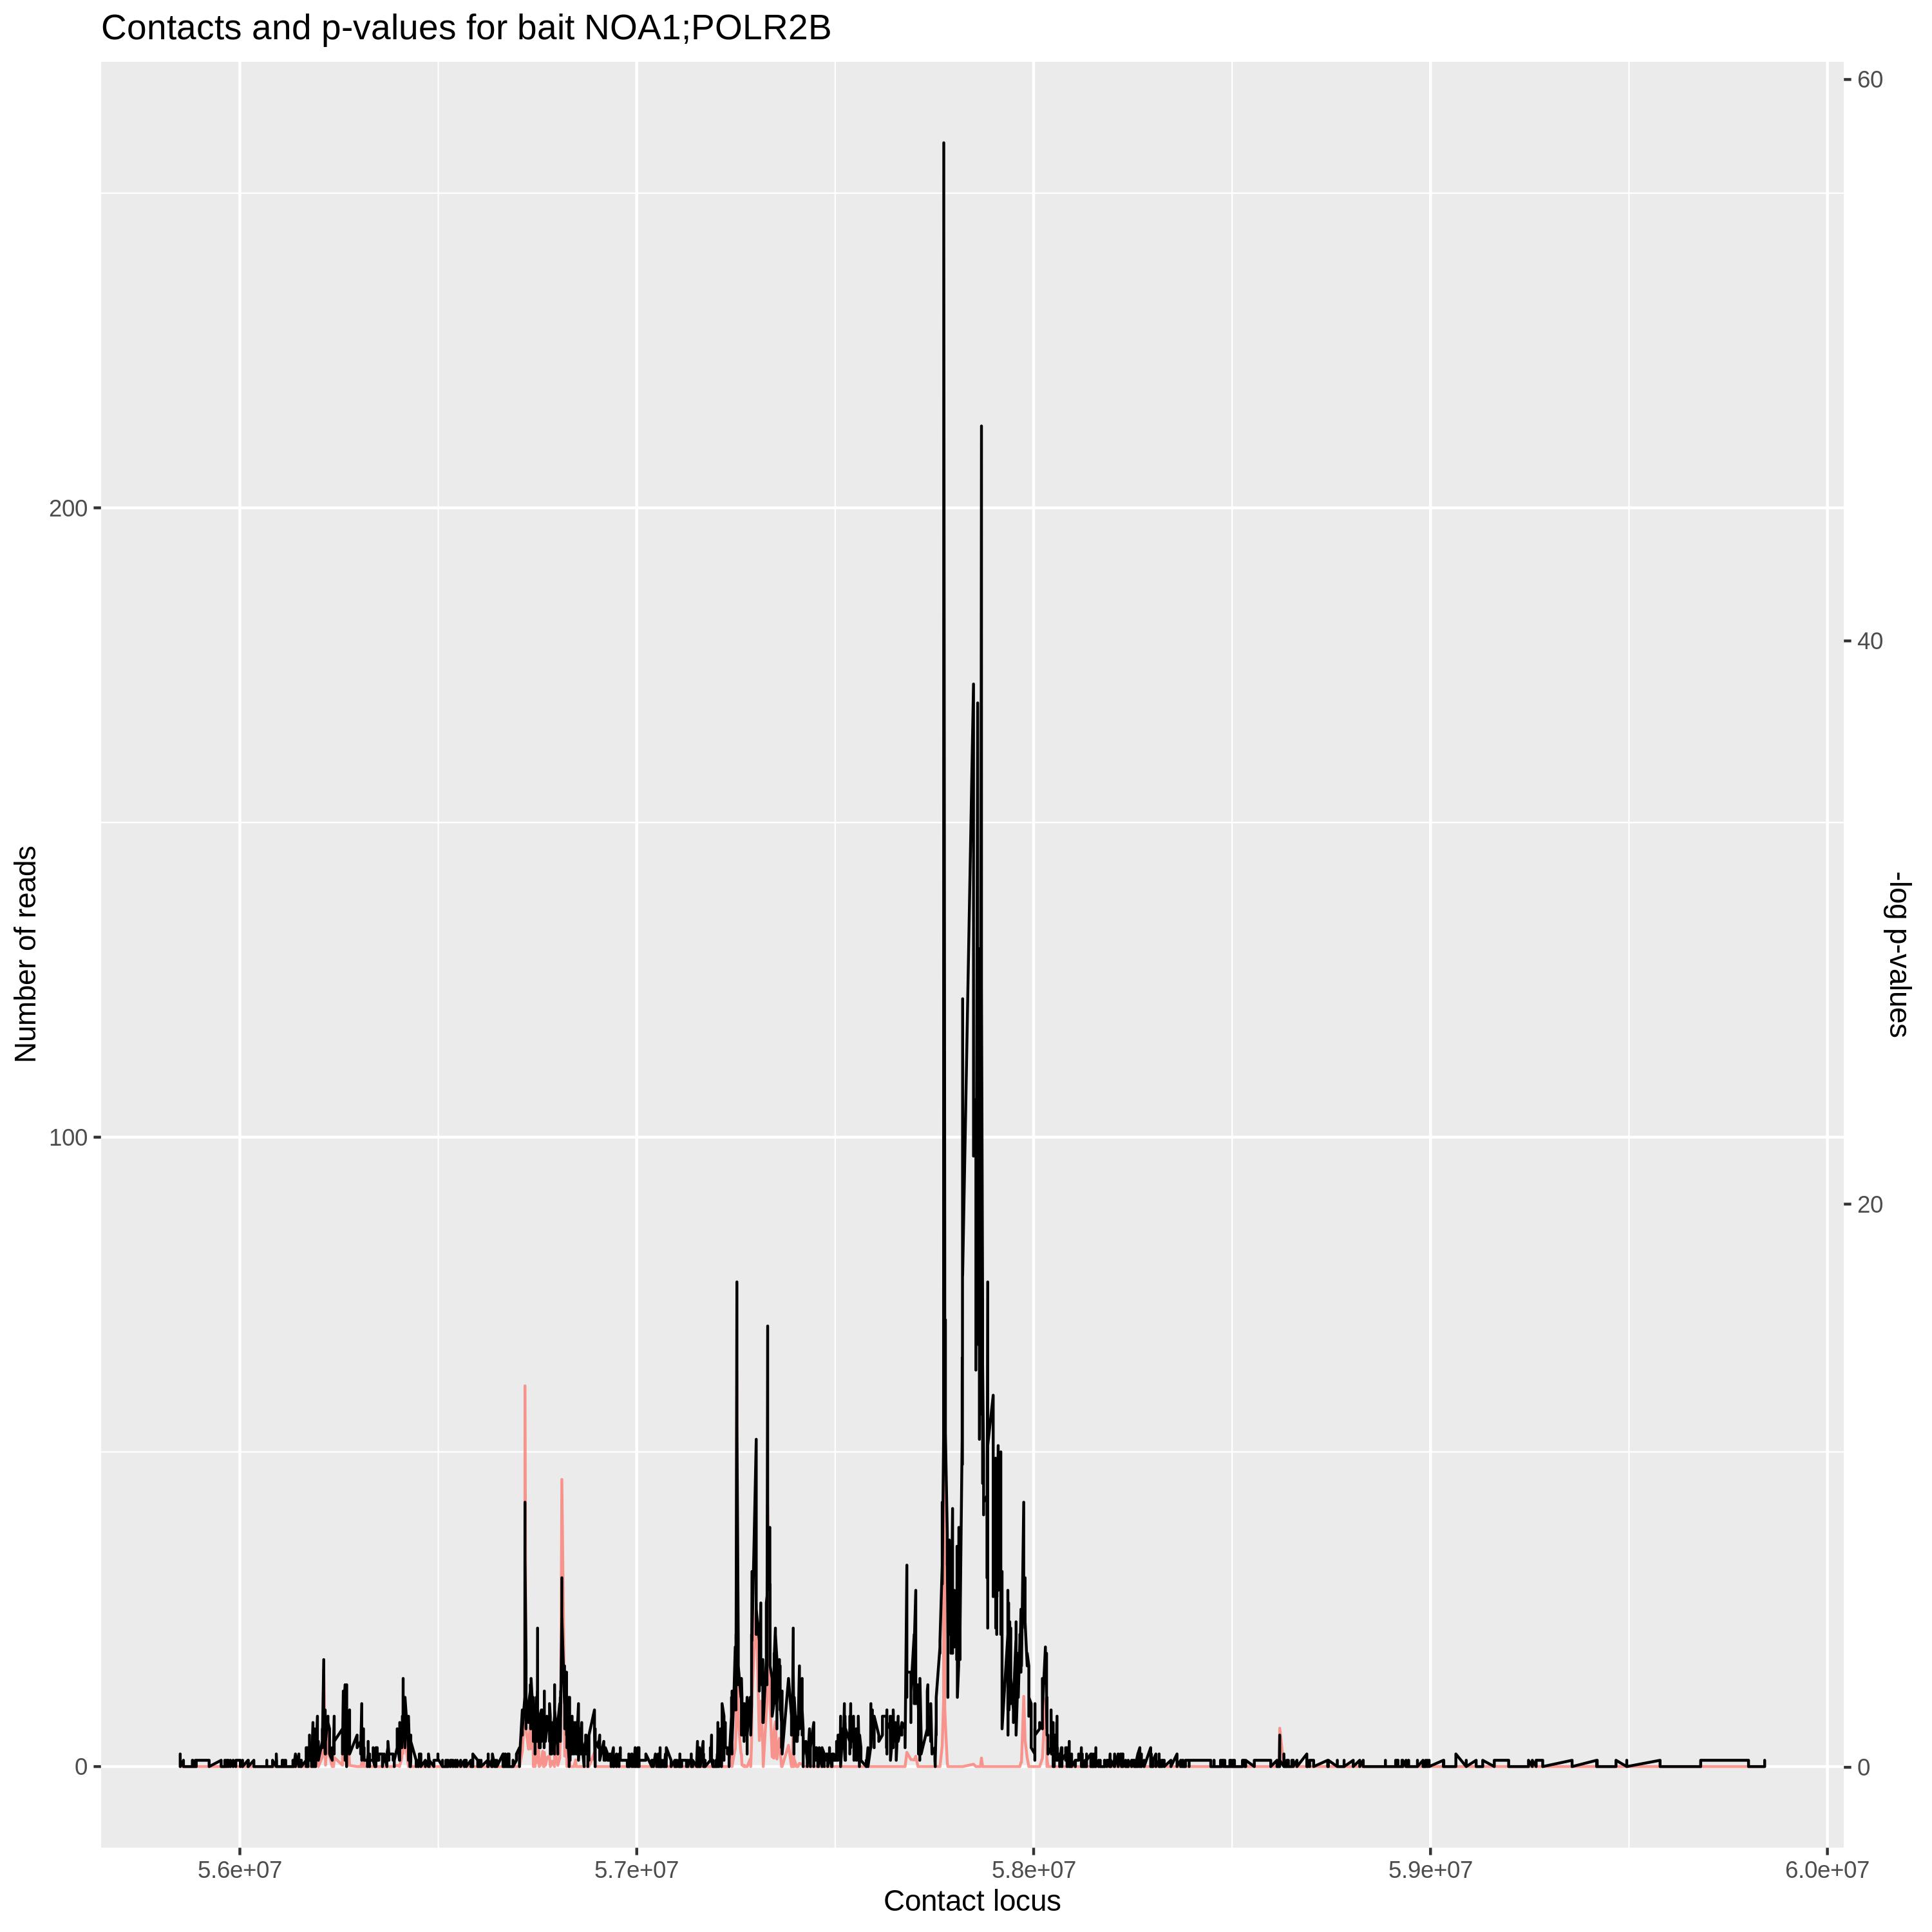 Contacts and p-values for bait NOA1;POLR2B
60
200
40
Number of reads
-log p-values
100
20
0
0
5.6e+07
5.7e+07
5.8e+07
5.9e+07
6.0e+07
Contact locus